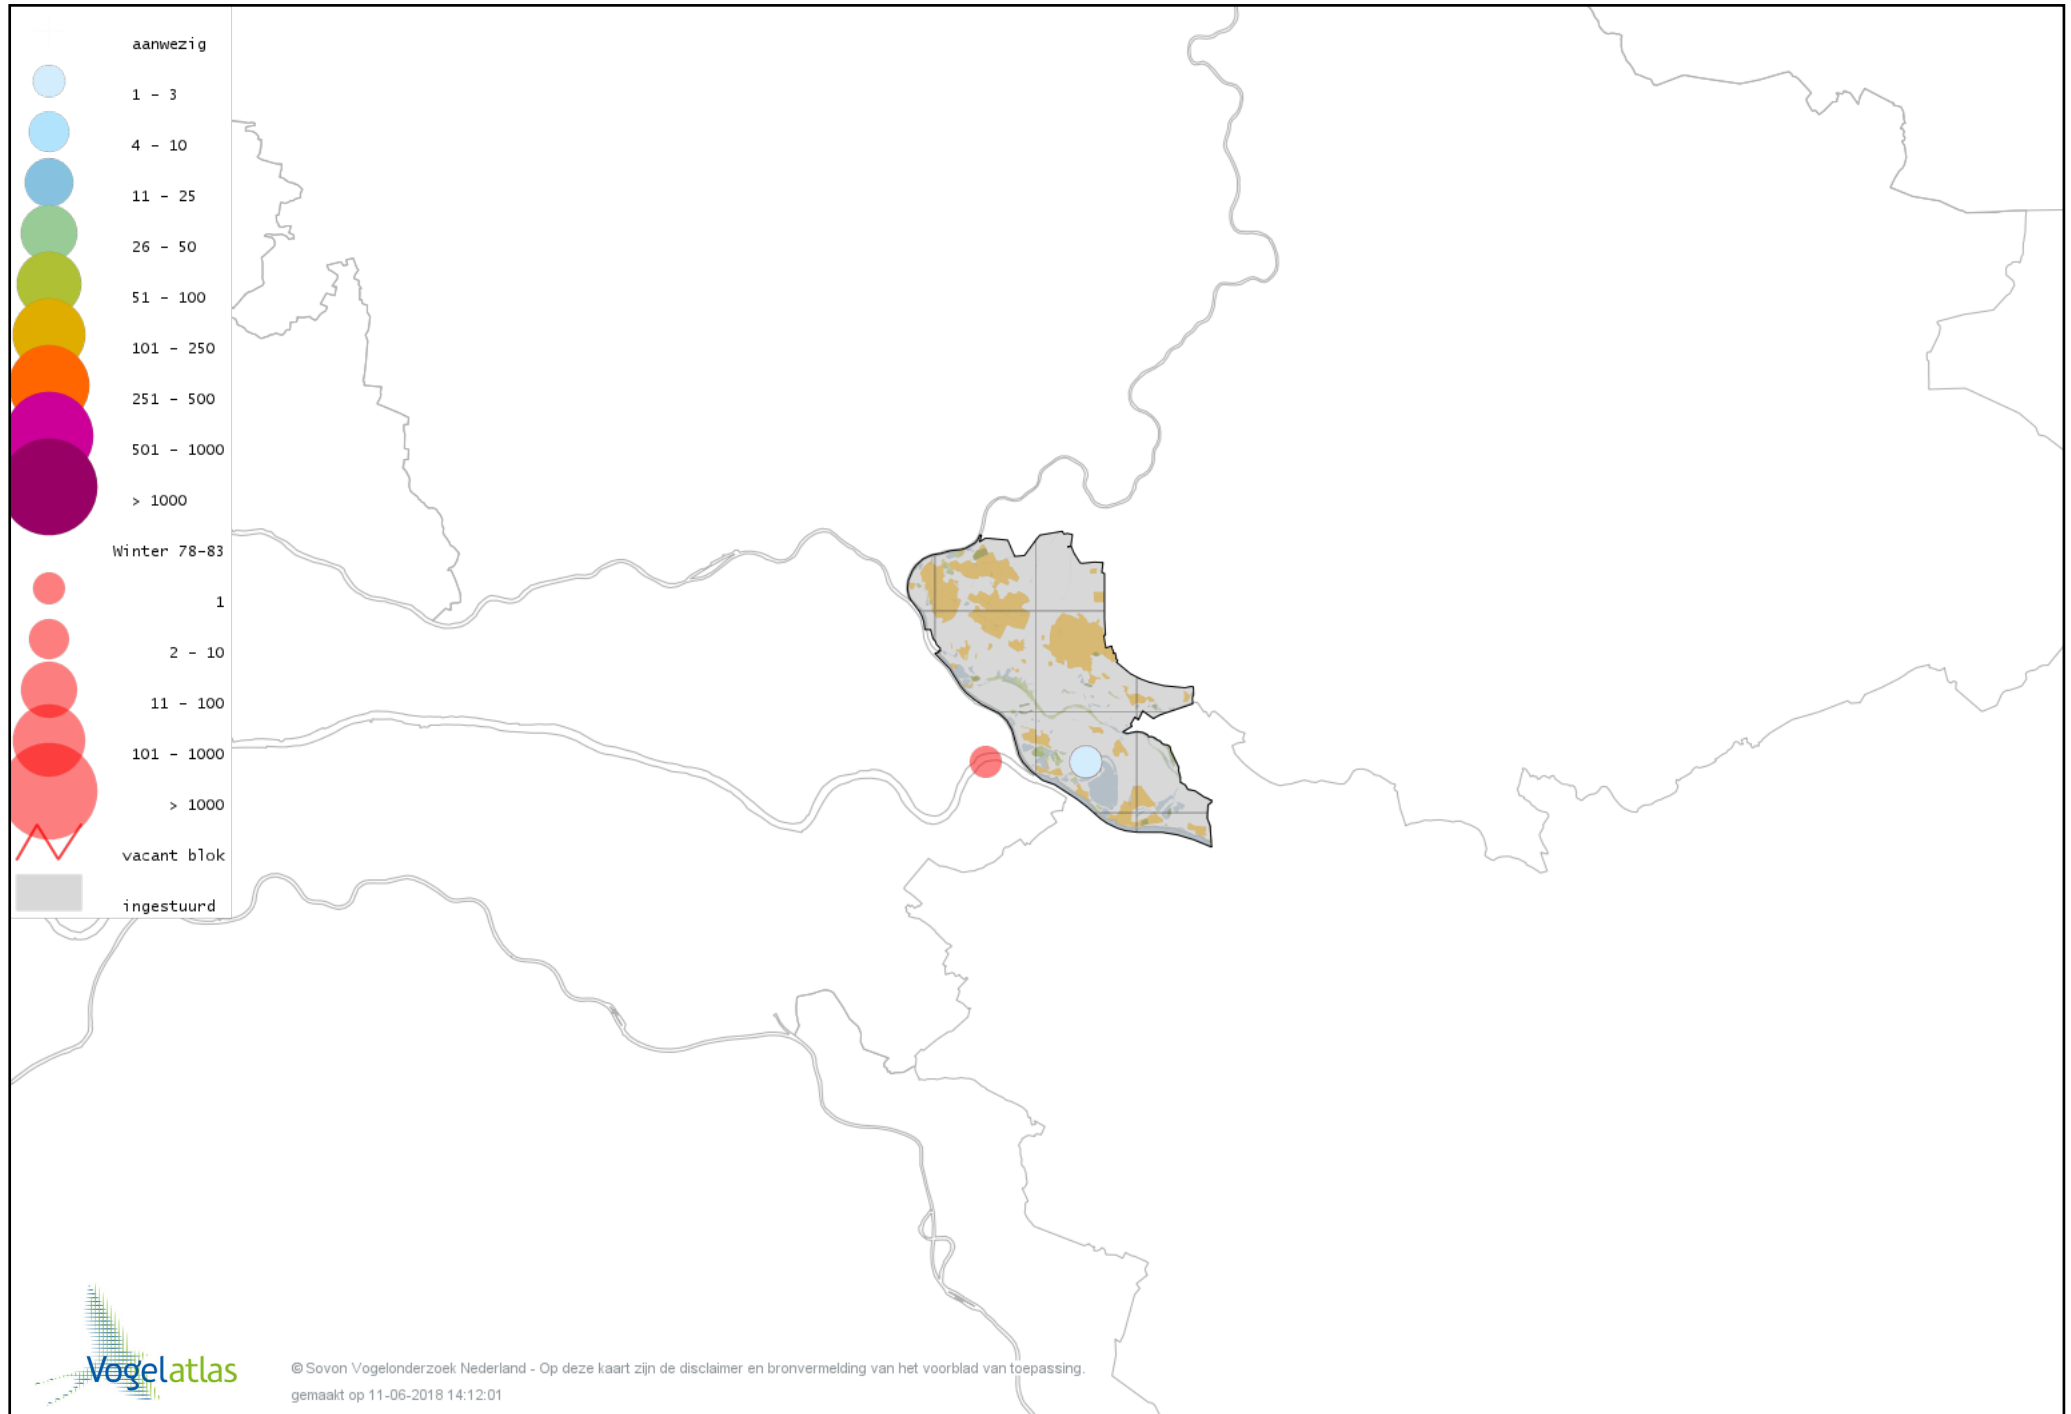 aanwezig
1 - 3
4 - 10
11 - 25
26 - 50
51 - 100
101 - 250
251 - 500
501 - 1000
> 1000
Winter 78-83
1
2 - 10
11 - 100
101 - 1000
> 1000
vacant blok
ingestuurd
Vogelatlas
© Sovon Vogelonderzoek Nederland - Op deze kaart zijn de disclaimer en bronvermelding van het voorblad van toepassing.
gemaakt op 11-06-2018 14:12:01